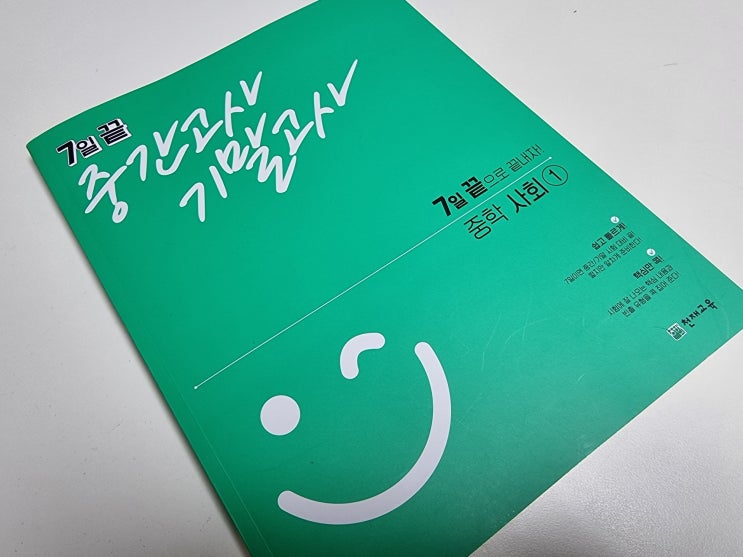 7일 끝
중간고사
기말고사
7일 끝으로 끝내자!
중학 사회 1
쉽고 빠르게!
핵심만 콕!
천재교육